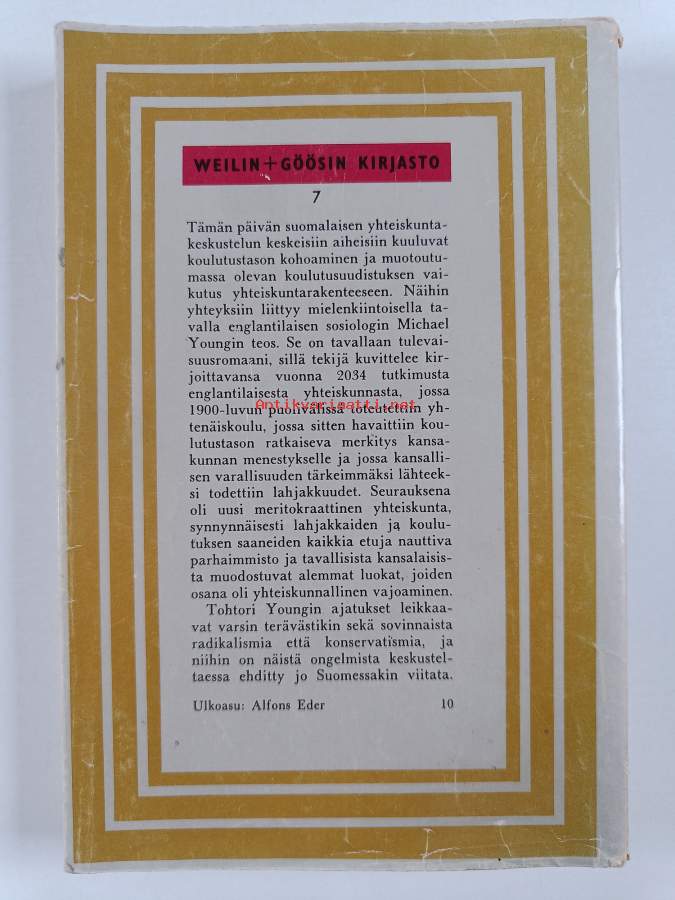 WEILIN+GÖÖSIN KIRJASTO
7
Tämän päivän suomalaisen yhteiskunta-
keskustelun keskeisiin aiheisiin kuuluvat
koulutustason kohoaminen ja muotoutu-
massa olevan koulutusuudistuksen vai-
kutus yhteiskuntarakenteeseen. Näihin
yhteyksiin liittyy mielenkiintoisella ta-
valla englantilaisen sosiologin Michael
Youngin teos. Se on tavallaan tulevai-
suusromaani, sillä tekijä kuvittelee kir-
joittavansa vuonna 2034 tutkimusta
englantilaisesta yhteiskunnasta, jossa
Antikvariaatti.net
1900-luvun puolivälissä toteutettiin yh-
tenäiskoulu, jossa sitten havaittiin kou-
lutustason ratkaiseva merkitys kansa-
kunnan menestykselle ja jossa kansalli-
sen varallisuuden tärkeimmäksi lähteek-
si todettiin lahjakkuudet. Seurauksena
oli uusi meritokraattinen yhteiskunta,
synnynnäisesti lahjakkaiden ja koulu-
tuksen saaneiden kaikkia etuja nauttiva
parhaimmisto ja tavallisista kansalaisis-
ta muodostuvat alemmat luokat, joiden
osana oli yhteiskunnallinen vajoaminen.
Tohtori Youngin ajatukset leikkaa-
vat varsin terävästikin sekä sovinnaista
radikalismia että konservatismia, ja
niihin on näistä ongelmista keskustel-
taessa ehditty jo Suomessakin viitata.
Ulkoasu: Alfons Eder 10